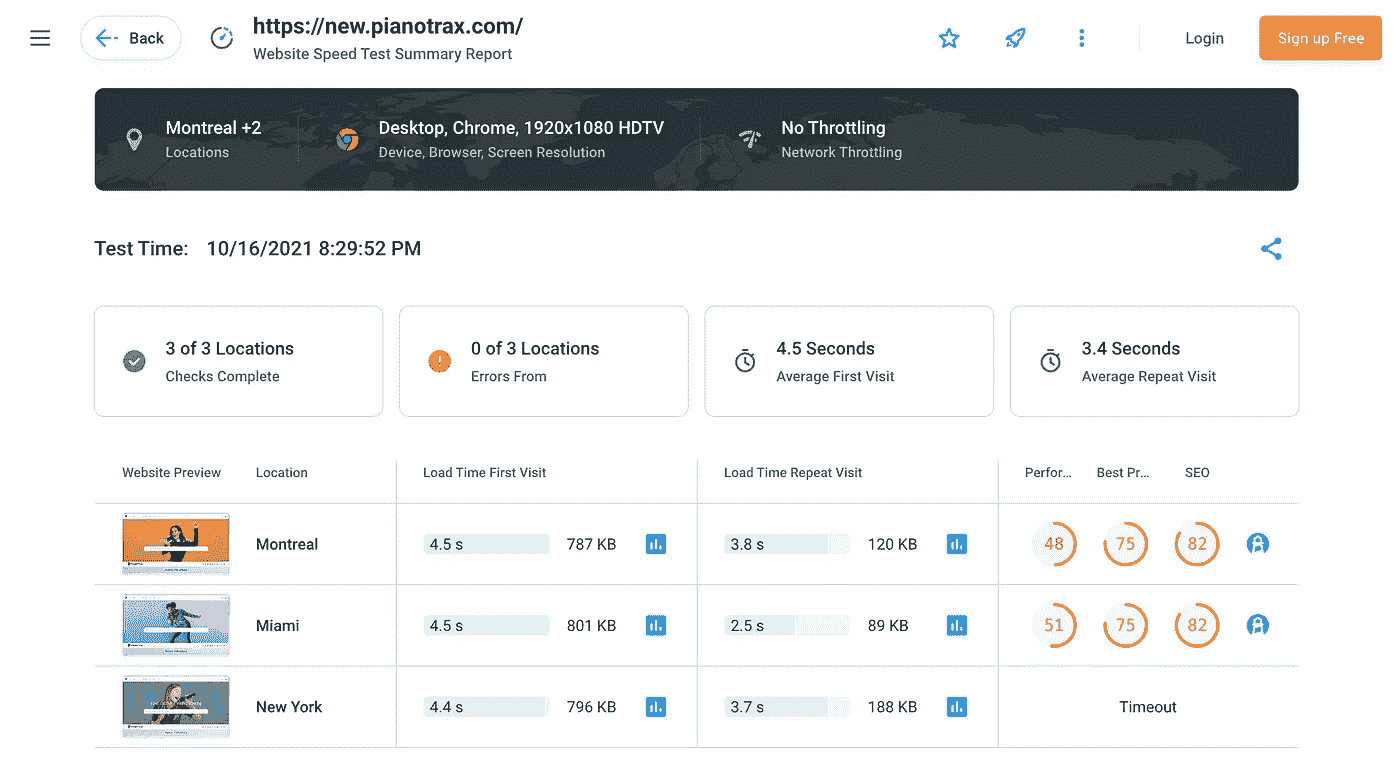 Back
https://new.pianotrax.com/
Website Speed Test Summary Report
Login
Sign up Free
Montreal +2
Locations
Desktop, Chrome, 1920x1080 HDTV
Device, Browser, Screen Resolution
No Throttling
Network Throttling
Test Time: 10/16/2021 8:29:52 PM
3 of 3 Locations
Checks Complete
0 of 3 Locations
Errors From
4.5 Seconds
Average First Visit
3.4 Seconds
Average Repeat Visit
Website Preview Location Load Time First Visit Load Time Repeat Visit Perfor... Best Pr... SEO
Montreal 4.5 s 787 KB 3.8 s 120 KB 48 75 82
Miami 4.5 s 801 KB 2.5 s 89 KB 51 75 82
New York 4.4 s 796 KB 3.7 s 188 KB Timeout